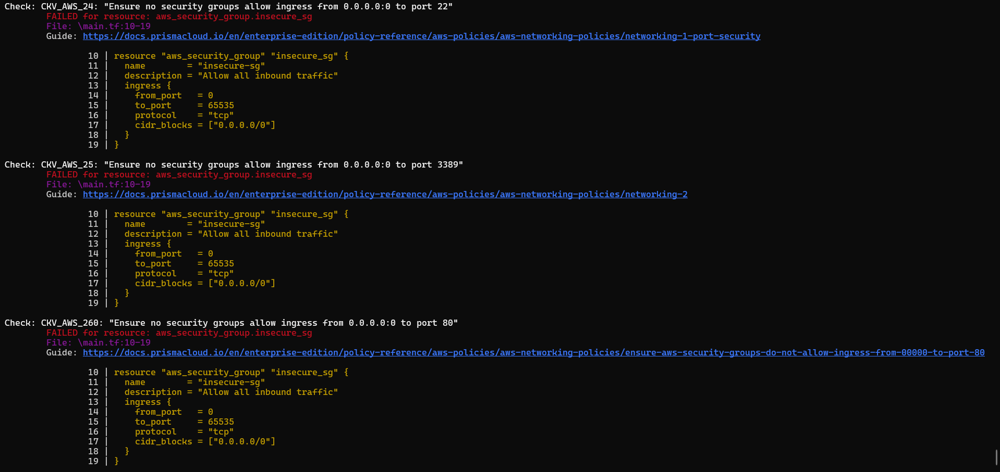 Check: CKV_AWS_24: "Ensure no security groups allow ingress from 0.0.0.0:0 to port 22"
        FAILED for resource: aws_security_group.insecure_sg
        File: \main.tf:10-19
        Guide: https://docs.prismacloud.io/en/enterprise-edition/policy-reference/aws-policies/aws-networking-policies/networking-1-port-security

                10 | resource "aws_security_group" "insecure_sg" {
                11 |   name        = "insecure-sg"
                12 |   description = "Allow all inbound traffic"
                13 |   ingress {
                14 |     from_port   = 0
                15 |     to_port     = 65535
                16 |     protocol    = "tcp"
                17 |     cidr_blocks = ["0.0.0.0/0"]
                18 |   }
                19 | }

Check: CKV_AWS_25: "Ensure no security groups allow ingress from 0.0.0.0:0 to port 3389"
        FAILED for resource: aws_security_group.insecure_sg
        File: \main.tf:10-19
        Guide: https://docs.prismacloud.io/en/enterprise-edition/policy-reference/aws-policies/aws-networking-policies/networking-2

                10 | resource "aws_security_group" "insecure_sg" {
                11 |   name        = "insecure-sg"
                12 |   description = "Allow all inbound traffic"
                13 |   ingress {
                14 |     from_port   = 0
                15 |     to_port     = 65535
                16 |     protocol    = "tcp"
                17 |     cidr_blocks = ["0.0.0.0/0"]
                18 |   }
                19 | }

Check: CKV_AWS_260: "Ensure no security groups allow ingress from 0.0.0.0:0 to port 80"
        FAILED for resource: aws_security_group.insecure_sg
        File: \main.tf:10-19
        Guide: https://docs.prismacloud.io/en/enterprise-edition/policy-reference/aws-policies/aws-networking-policies/ensure-aws-security-groups-do-not-allow-ingress-from-00000-to-port-80

                10 | resource "aws_security_group" "insecure_sg" {
                11 |   name        = "insecure-sg"
                12 |   description = "Allow all inbound traffic"
                13 |   ingress {
                14 |     from_port   = 0
                15 |     to_port     = 65535
                16 |     protocol    = "tcp"
                17 |     cidr_blocks = ["0.0.0.0/0"]
                18 |   }
                19 | }